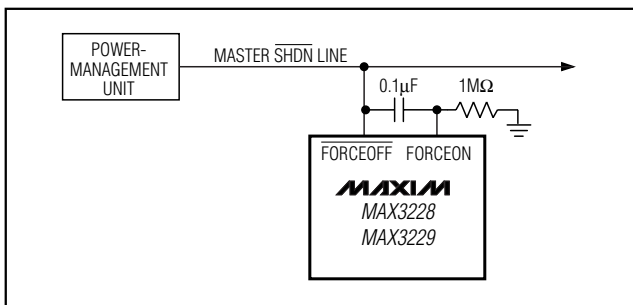 POWER-
MANAGEMENT
UNIT
MASTER SHDN LINE
0.1μF 1MΩ
FORCEOFF FORCEON
MAXIM
MAX3228
MAX3229